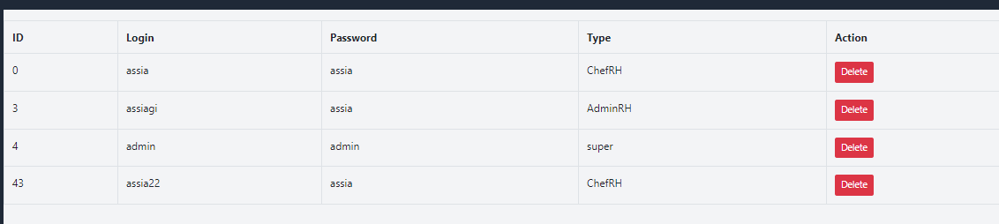 ID Login Password Type Action
0 assia assia ChefRH Delete
3 assiagi assia AdminRH Delete
4 admin admin super Delete
43 assia22 assia ChefRH Delete